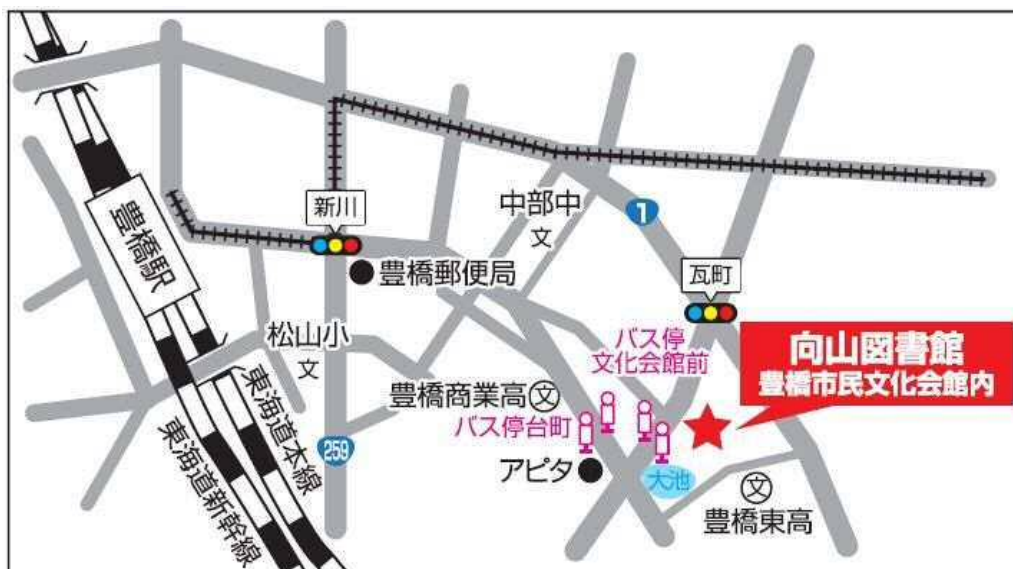 新川
中部中
文
1
豊橋駅
豊橋郵便局
瓦町
松山小
文
バス停
文化会館前
向山図書館
豊橋市民文化会館内
豊橋商業高
文
バス停台町
259
東海道本線
東海道新幹線
アピタ
大池
文
豊橋東高